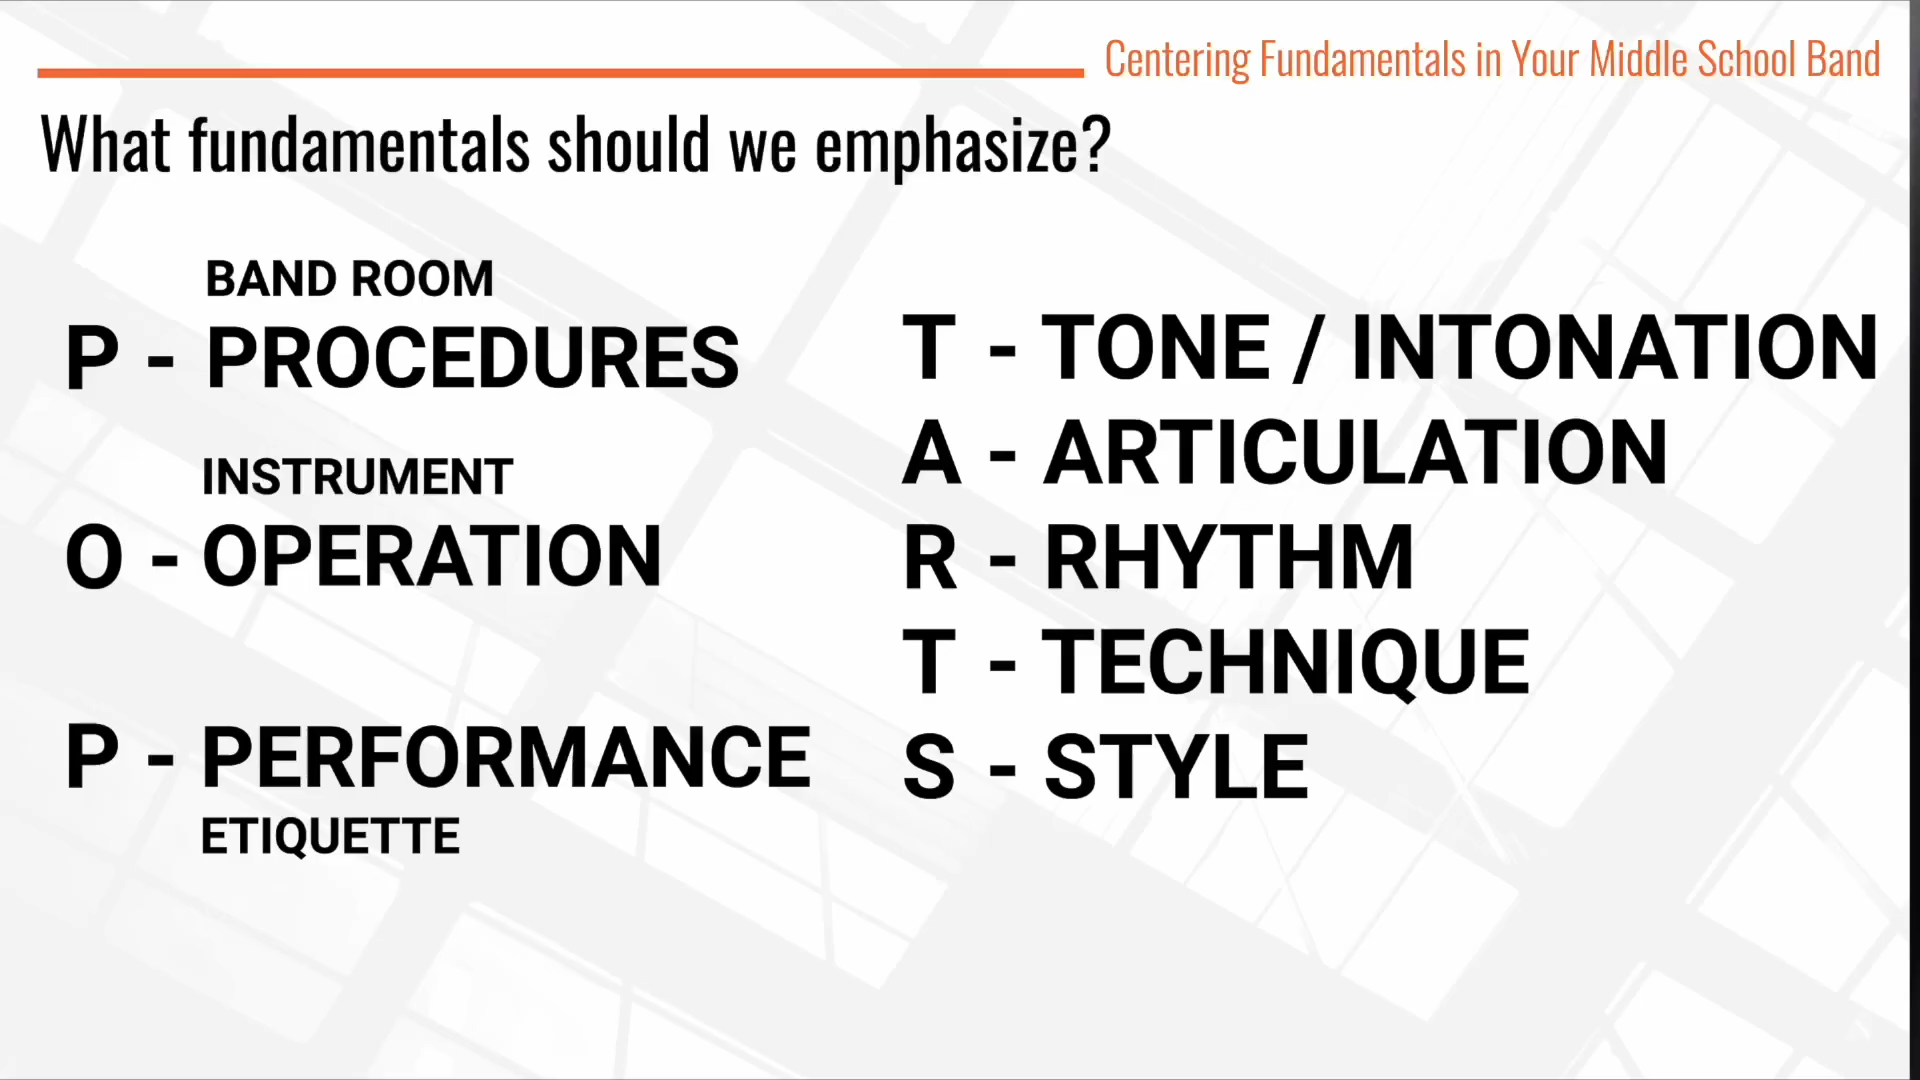 Centering Fundamentals in Your Middle School Band
What fundamentals should we emphasize?
BAND ROOM
P - PROCEDURES
INSTRUMENT
O - OPERATION
P - PERFORMANCE
ETIQUETTE
T - TONE / INTONATION
A - ARTICULATION
R - RHYTHM
T - TECHNIQUE
S - STYLE